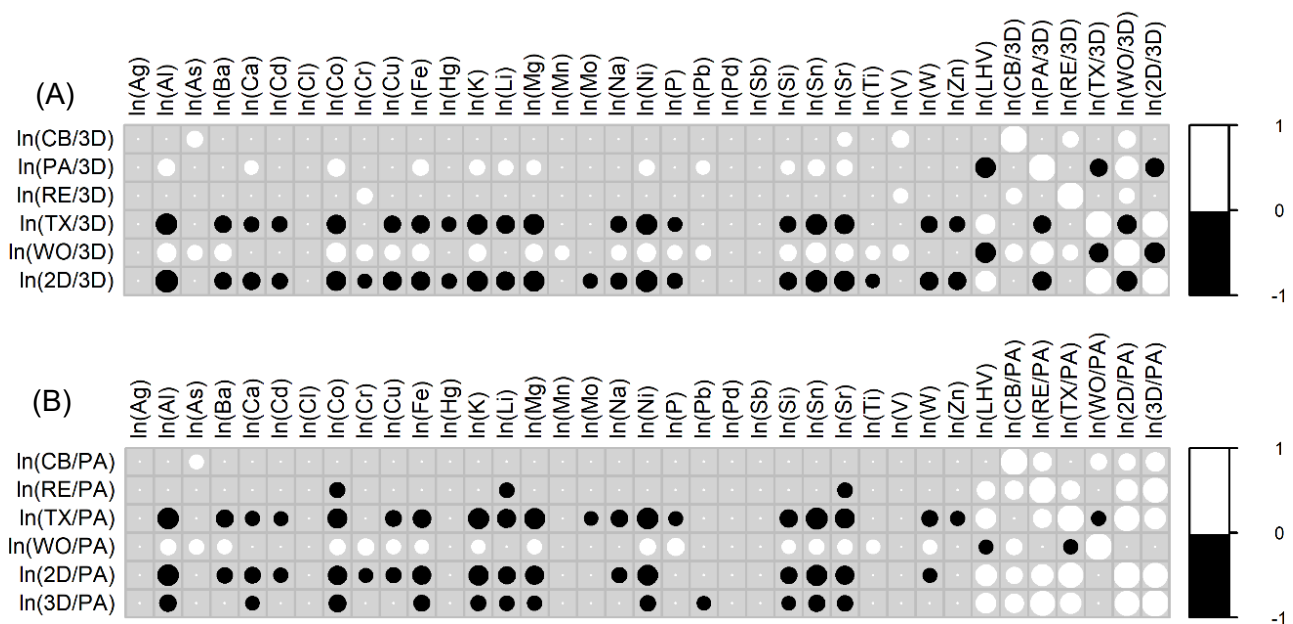 (A)
ln(Ag) ln(Al) ln(As) ln(Ba) ln(Ca) ln(Cd) ln(Cl) ln(Co) ln(Cr) ln(Cu) ln(Fe) ln(Hg) ln(K) ln(Li) ln(Mg) ln(Mn) ln(Mo) ln(Na) ln(Ni) ln(P) ln(Pb) ln(Pd) ln(Sb) ln(Si) ln(Sn) ln(Sr) ln(Ti) ln(V) ln(W) ln(Zn) ln(LHV) ln(CB/3D) ln(PA/3D) ln(RE/3D) ln(TX/3D) ln(WO/3D) ln(2D/3D)
ln(CB/3D)
ln(PA/3D)
ln(RE/3D)
ln(TX/3D)
ln(WO/3D)
ln(2D/3D)
1
0
-1
(B)
ln(Ag) ln(Al) ln(As) ln(Ba) ln(Ca) ln(Cd) ln(Cl) ln(Co) ln(Cr) ln(Cu) ln(Fe) ln(Hg) ln(K) ln(Li) ln(Mg) ln(Mn) ln(Mo) ln(Na) ln(Ni) ln(P) ln(Pb) ln(Pd) ln(Sb) ln(Si) ln(Sn) ln(Sr) ln(Ti) ln(V) ln(W) ln(Zn) ln(LHV) ln(CB/PA) ln(RE/PA) ln(TX/PA) ln(WO/PA) ln(2D/PA) ln(3D/PA)
ln(CB/PA)
ln(RE/PA)
ln(TX/PA)
ln(WO/PA)
ln(2D/PA)
ln(3D/PA)
1
0
-1